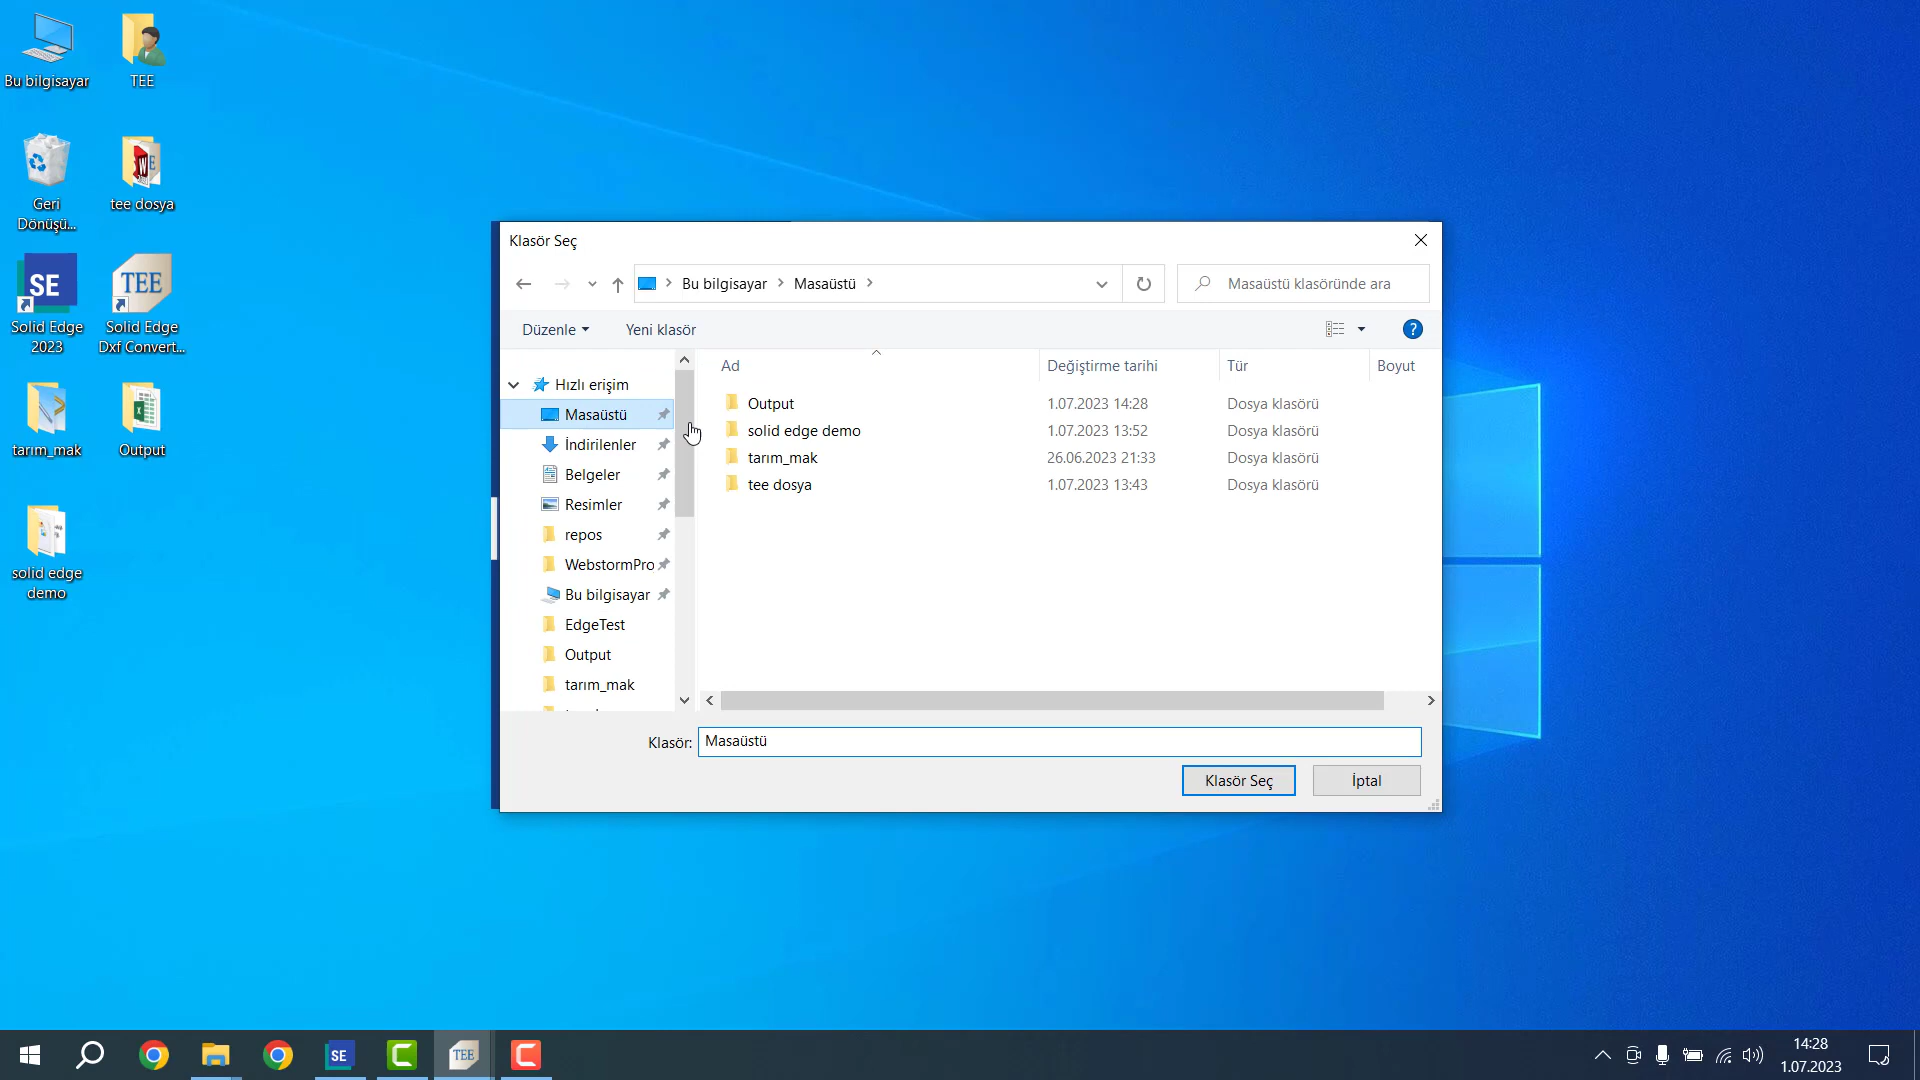 Bu bilgisayar
TEE
Geri
Dönüşü...
tee dosya
SE
Solid Edge
2023
TEE
Solid Edge
Dxf Convert...
tarım_mak
Output
solid edge
demo
Klasör Seç
Bu bilgisayar
Masaüstü
Masaüstü klasöründe ara
Düzenle
Yeni klasör
?
Hızlı erişim
Masaüstü
İndirilenler
Belgeler
Resimler
repos
WebstormPro
Bu bilgisayar
EdgeTest
Output
tarım_mak
Ad
Değiştirme tarihi
Tür
Boyut
Output
1.07.2023 14:28
Dosya klasörü
solid edge demo
1.07.2023 13:52
Dosya klasörü
tarım_mak
26.06.2023 21:33
Dosya klasörü
tee dosya
1.07.2023 13:43
Dosya klasörü
Klasör:
Masaüstü
Klasör Seç
İptal
SE
TEE
14:28
1.07.2023